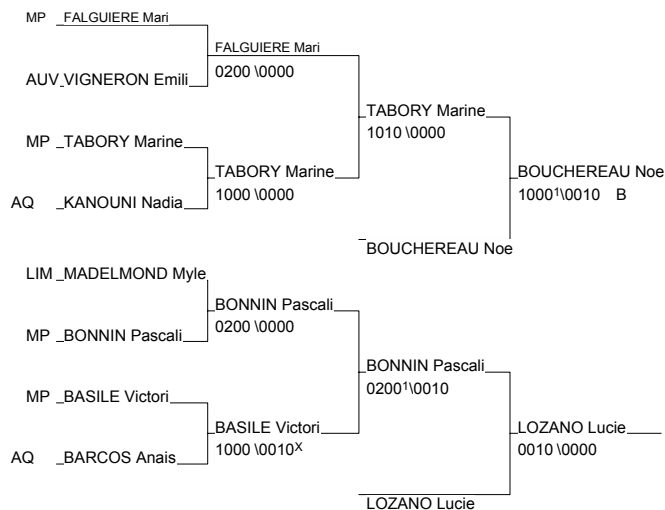 MP FALGUIERE Mari
FALGUIERE Mari
0200 \0000
AUV VIGNERON Emili
TABORY Marine
1010 \0000
MP TABORY Marine
TABORY Marine
1000 \0000
BOUCHEREAU Noe
1000¹\0010 B
AQ KANOUNI Nadia
BOUCHEREAU Noe
LIM MADELMOND Myle
BONNIN Pascali
0200 \0000
MP BONNIN Pascali
BONNIN Pascali
0200¹\0010
MP BASILE Victori
BASILE Victori
1000 \0010X
LOZANO Lucie
0010 \0000
AQ BARCOS Anais
LOZANO Lucie